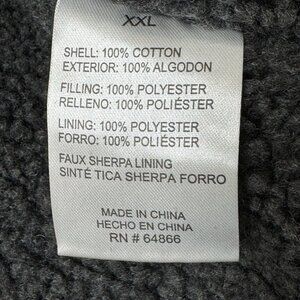 XXL
SHELL: 100% COTTON
EXTERIOR: 100% ALGODON
FILLING: 100% POLYESTER
RELLENO: 100% POLIÉSTER
LINING: 100% POLYESTER
FORRO: 100% POLIÉSTER
FAUX SHERPA LINING
SINTÉ TICA SHERPA FORRO
MADE IN CHINA
HECHO EN CHINA
RN # 64866